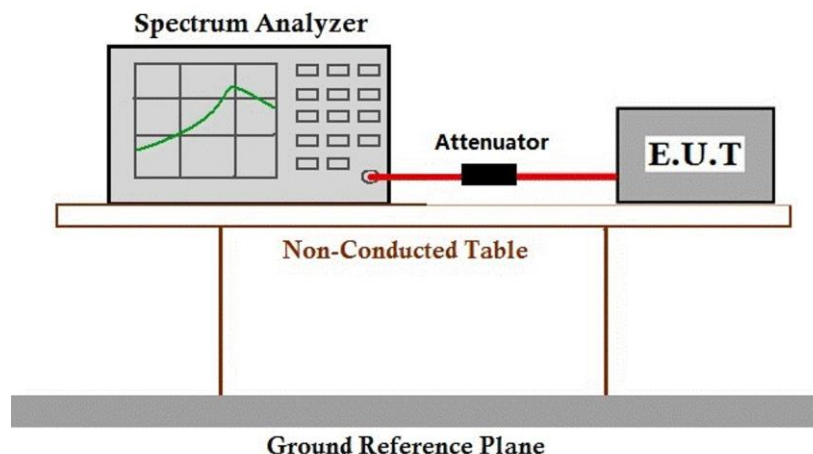 Spectrum Analyzer
Attenuator
E.U.T
Non-Conducted Table
Ground Reference Plane